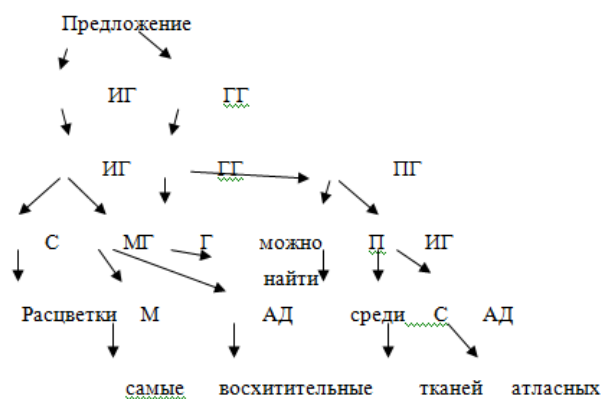 Предложение
ИГ ГГ
ИГ ГГ ПГ
С МГ Г можно П ИГ
найти
Расцветки М АД среди С АД
самые восхитительные тканей атласных